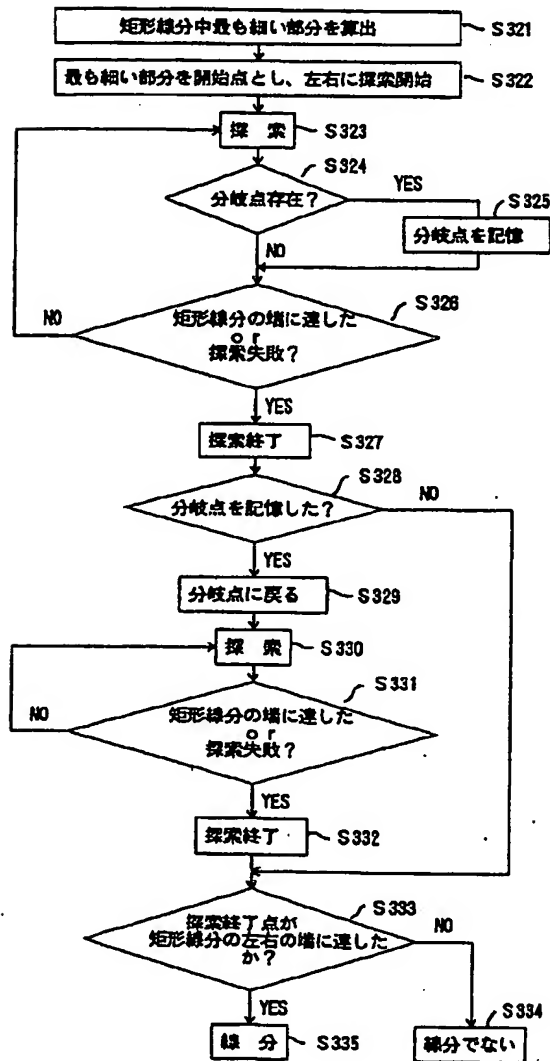 矩形線分中最も細い部分を算出
S321
最も細い部分を開始点とし、左右に探索開始
S322
探 索
S323
S324
分岐点存在？
YES
S325
分岐点を記憶
NO
S326
矩形線分の端に達した
or
探索失敗？
NO
YES
探索終了
S327
S328
分岐点を記憶した？
NO
YES
分岐点に戻る
S329
探 索
S330
S331
矩形線分の端に達した
or
探索失敗？
NO
YES
探索終了
S332
S333
探索終了点が
矩形線分の左右の端に達した
か？
NO
YES
S334
線 分
S335
線分でない